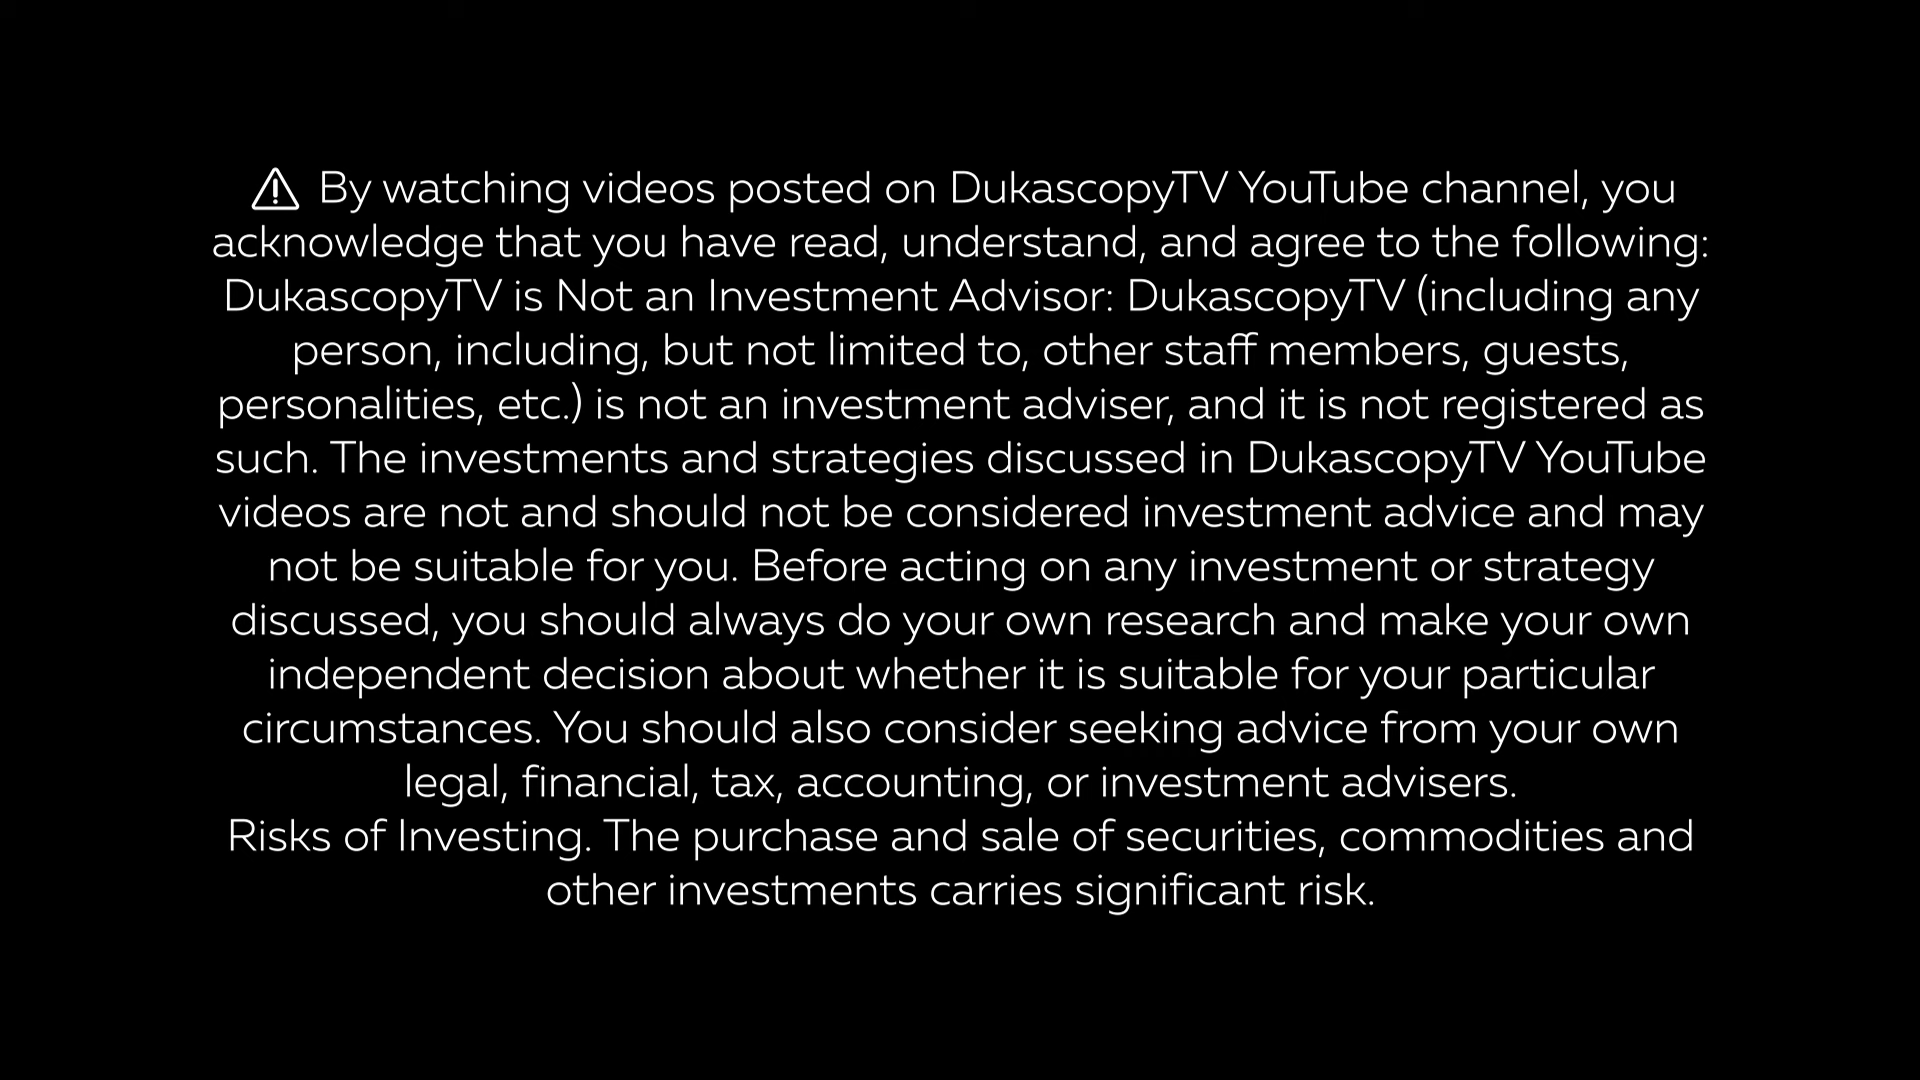 ⚠ By watching videos posted on DukascopyTV YouTube channel, you
acknowledge that you have read, understand, and agree to the following:
DukascopyTV is Not an Investment Advisor: DukascopyTV (including any
person, including, but not limited to, other staff members, guests,
personalities, etc.) is not an investment adviser, and it is not registered as
such. The investments and strategies discussed in DukascopyTV YouTube
videos are not and should not be considered investment advice and may
not be suitable for you. Before acting on any investment or strategy
discussed, you should always do your own research and make your own
independent decision about whether it is suitable for your particular
circumstances. You should also consider seeking advice from your own
legal, financial, tax, accounting, or investment advisers.
Risks of Investing. The purchase and sale of securities, commodities and
other investments carries significant risk.